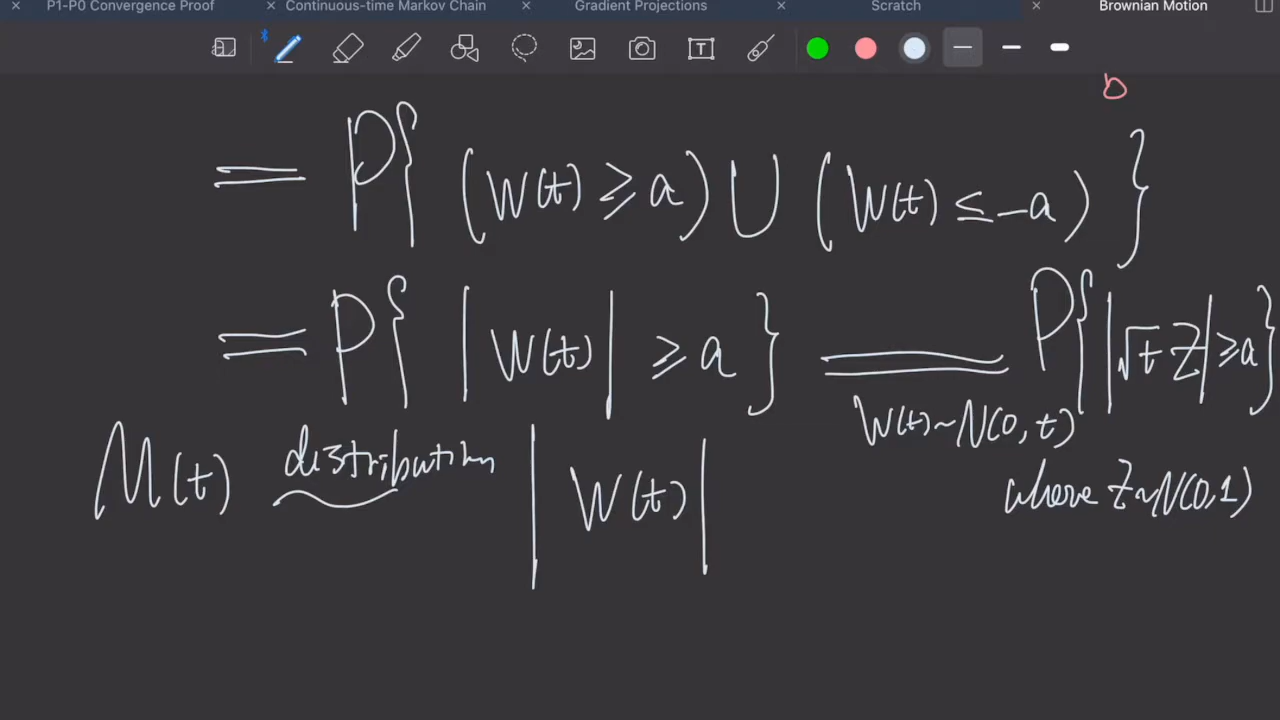 P1-P0 Convergence Proof × Continuous-time Markov Chain × Gradient Projections × Scratch × Brownian Motion
b
= P{ (W(t) ≥ a) ∪ (W(t) ≤ -a) }
= P{ |W(t)| ≥ a } = P{ |√t Z| ≥ a }
W(t)~N(0,t)
M(t) distribution ~ |W(t)|
where Z~N(0,1)